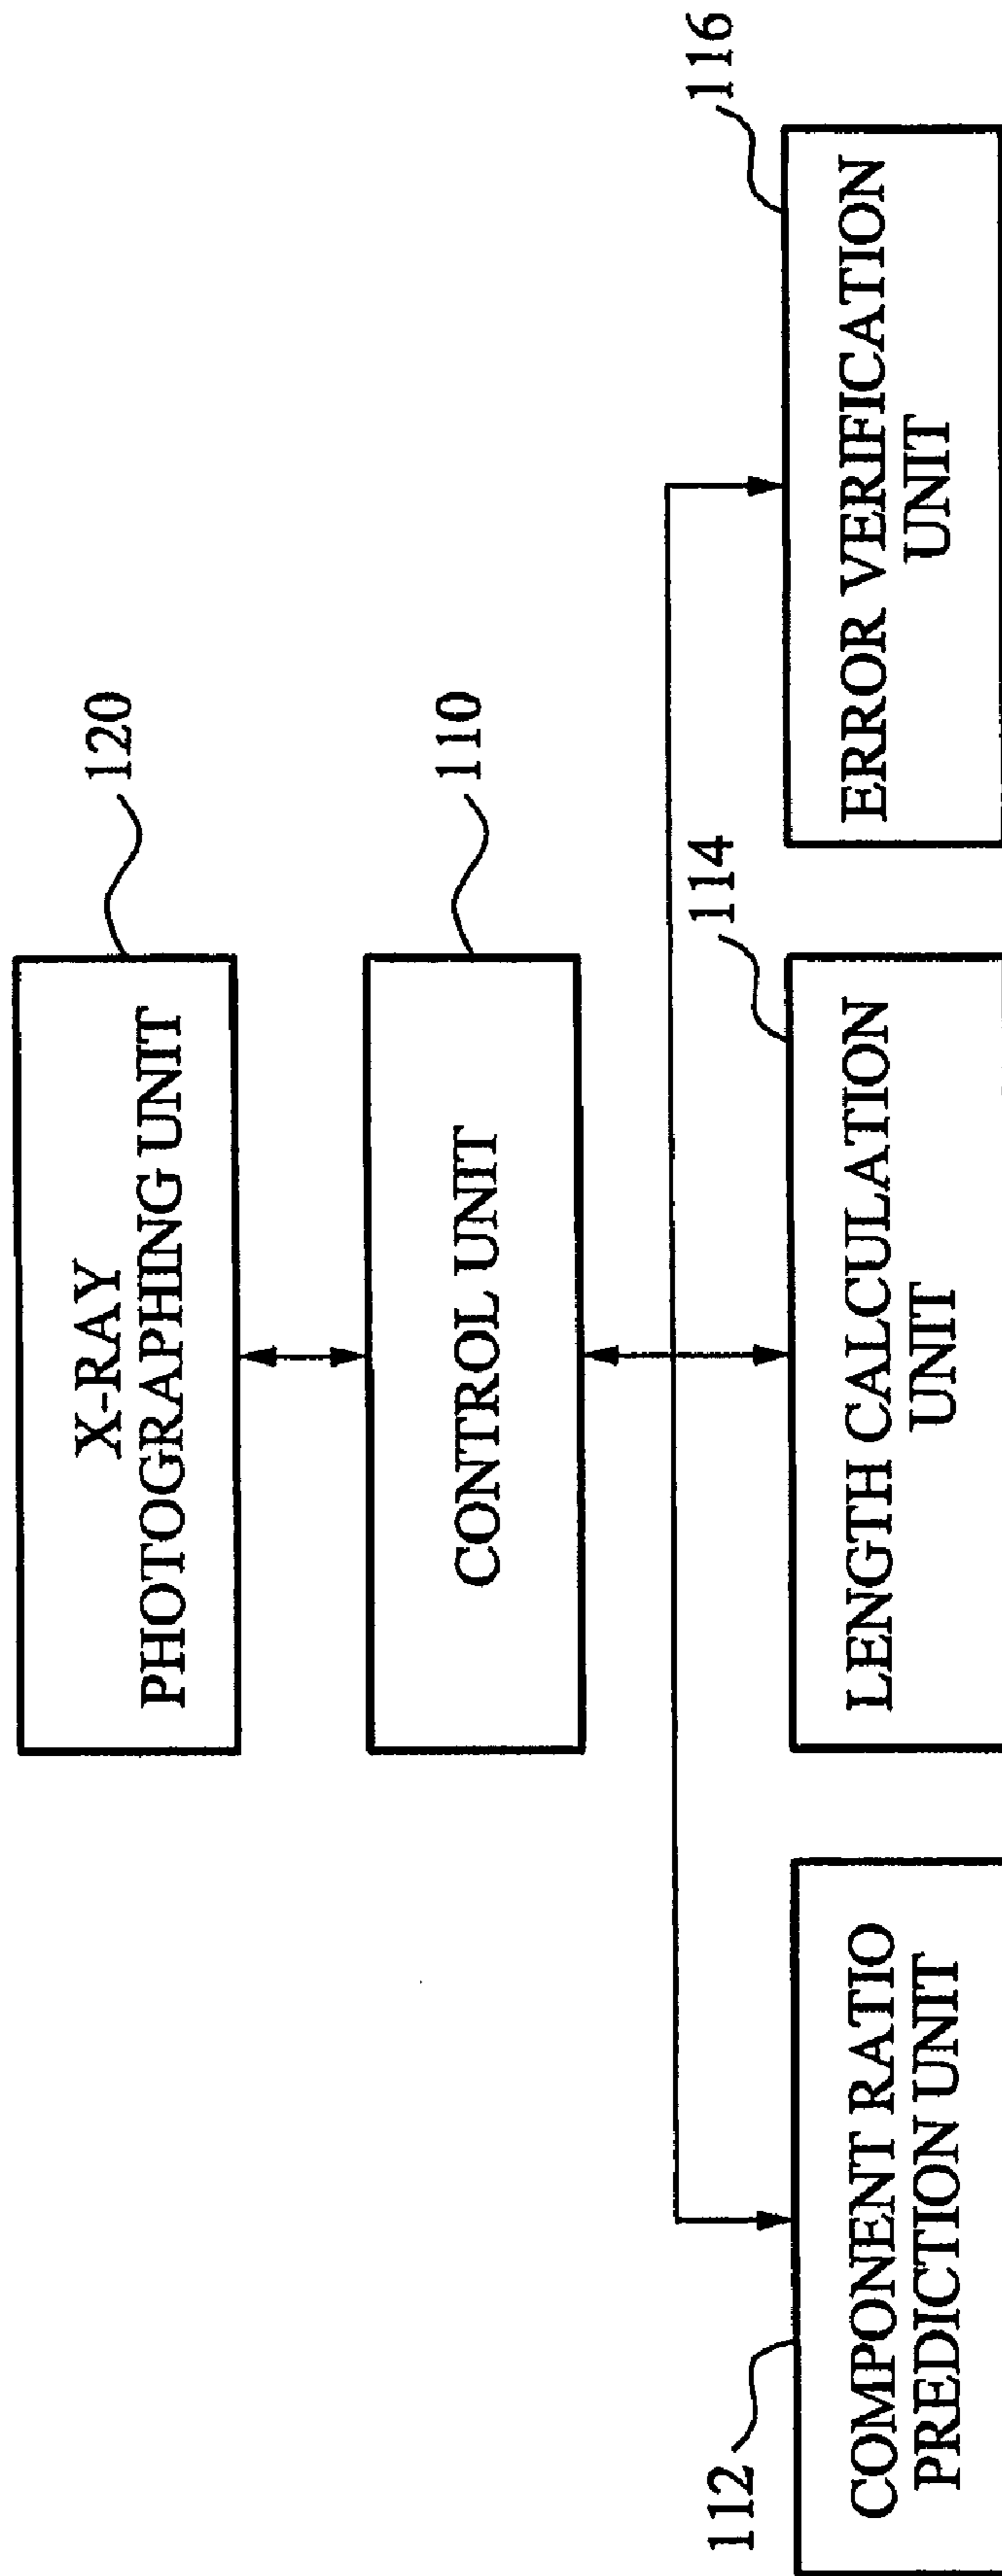 120
X-RAY
PHOTOGRAPHING UNIT
110
CONTROL UNIT
112
COMPONENT RATIO
PREDICTION UNIT
114
LENGTH CALCULATION
UNIT
116
ERROR VERIFICATION
UNIT